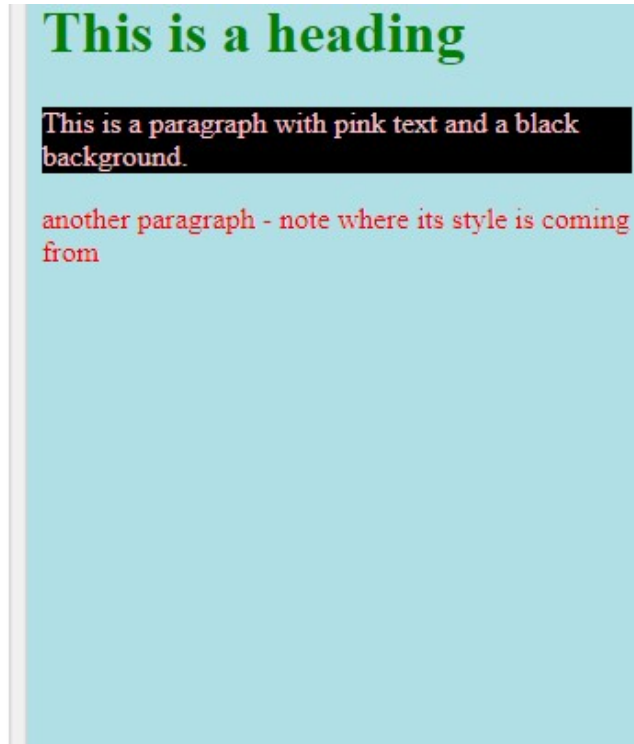 This is a heading
This is a paragraph with pink text and a black
background.
another paragraph - note where its style is coming
from